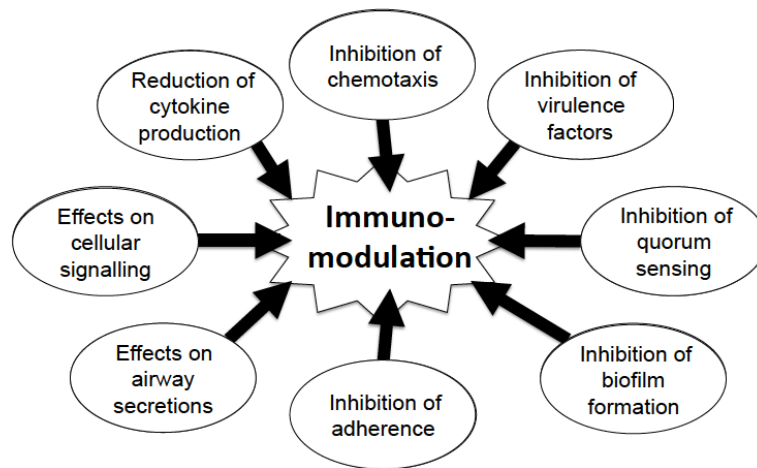 Inhibition of
chemotaxis
Reduction of
cytokine
production
Inhibition of
virulence
factors
Effects on
cellular
signalling
Immuno-
modulation
Inhibition of
quorum
sensing
Effects on
airway
secretions
Inhibition of
adherence
Inhibition of
biofilm
formation